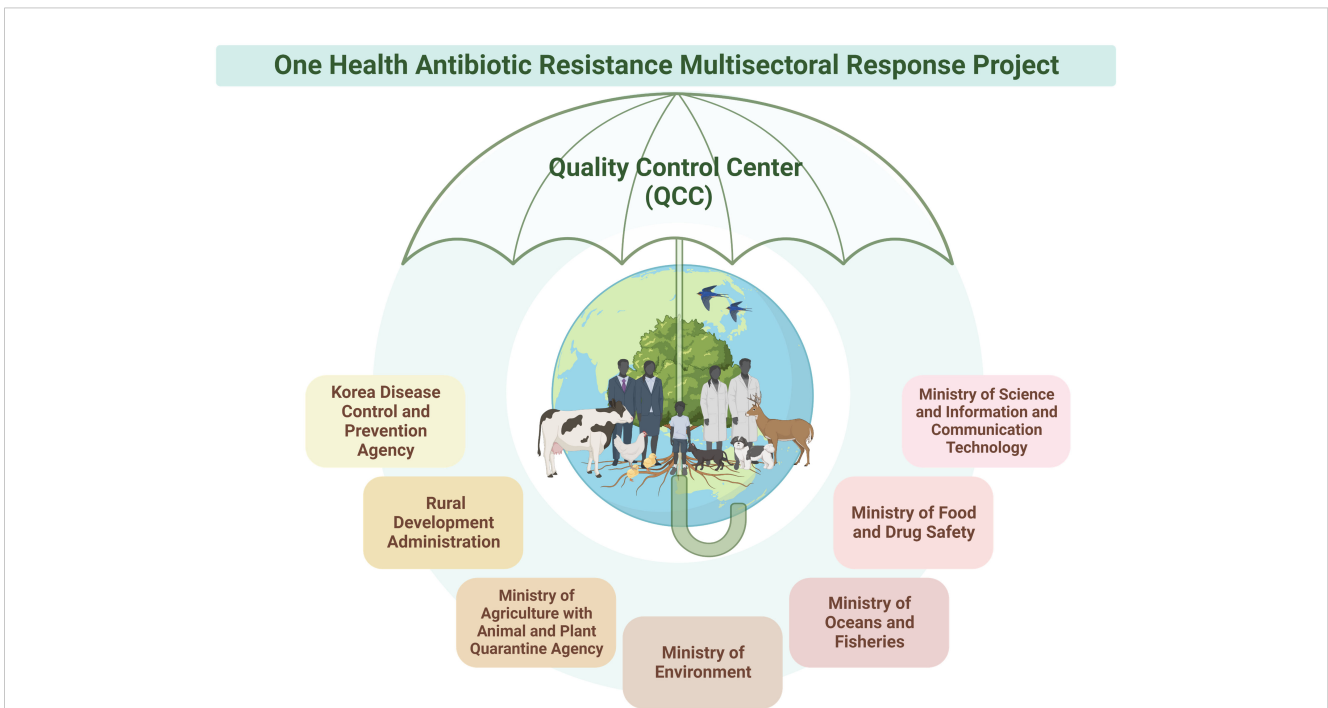 One Health Antibiotic Resistance Multisectoral Response Project
Quality Control Center
(QCC)
Korea Disease
Control and
Prevention
Agency
Rural
Development
Administration
Ministry of
Agriculture with
Animal and Plant
Quarantine Agency
Ministry of
Environment
Ministry of
Oceans and
Fisheries
Ministry of Food
and Drug Safety
Ministry of Science
and Information and
Communication
Technology